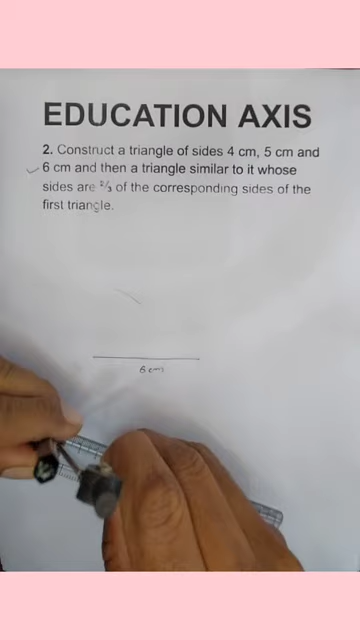 EDUCATION AXIS
2. Construct a triangle of sides 4 cm, 5 cm and
6 cm and then a triangle similar to it whose
sides are 2/3 of the corresponding sides of the
first triangle.
6 cm